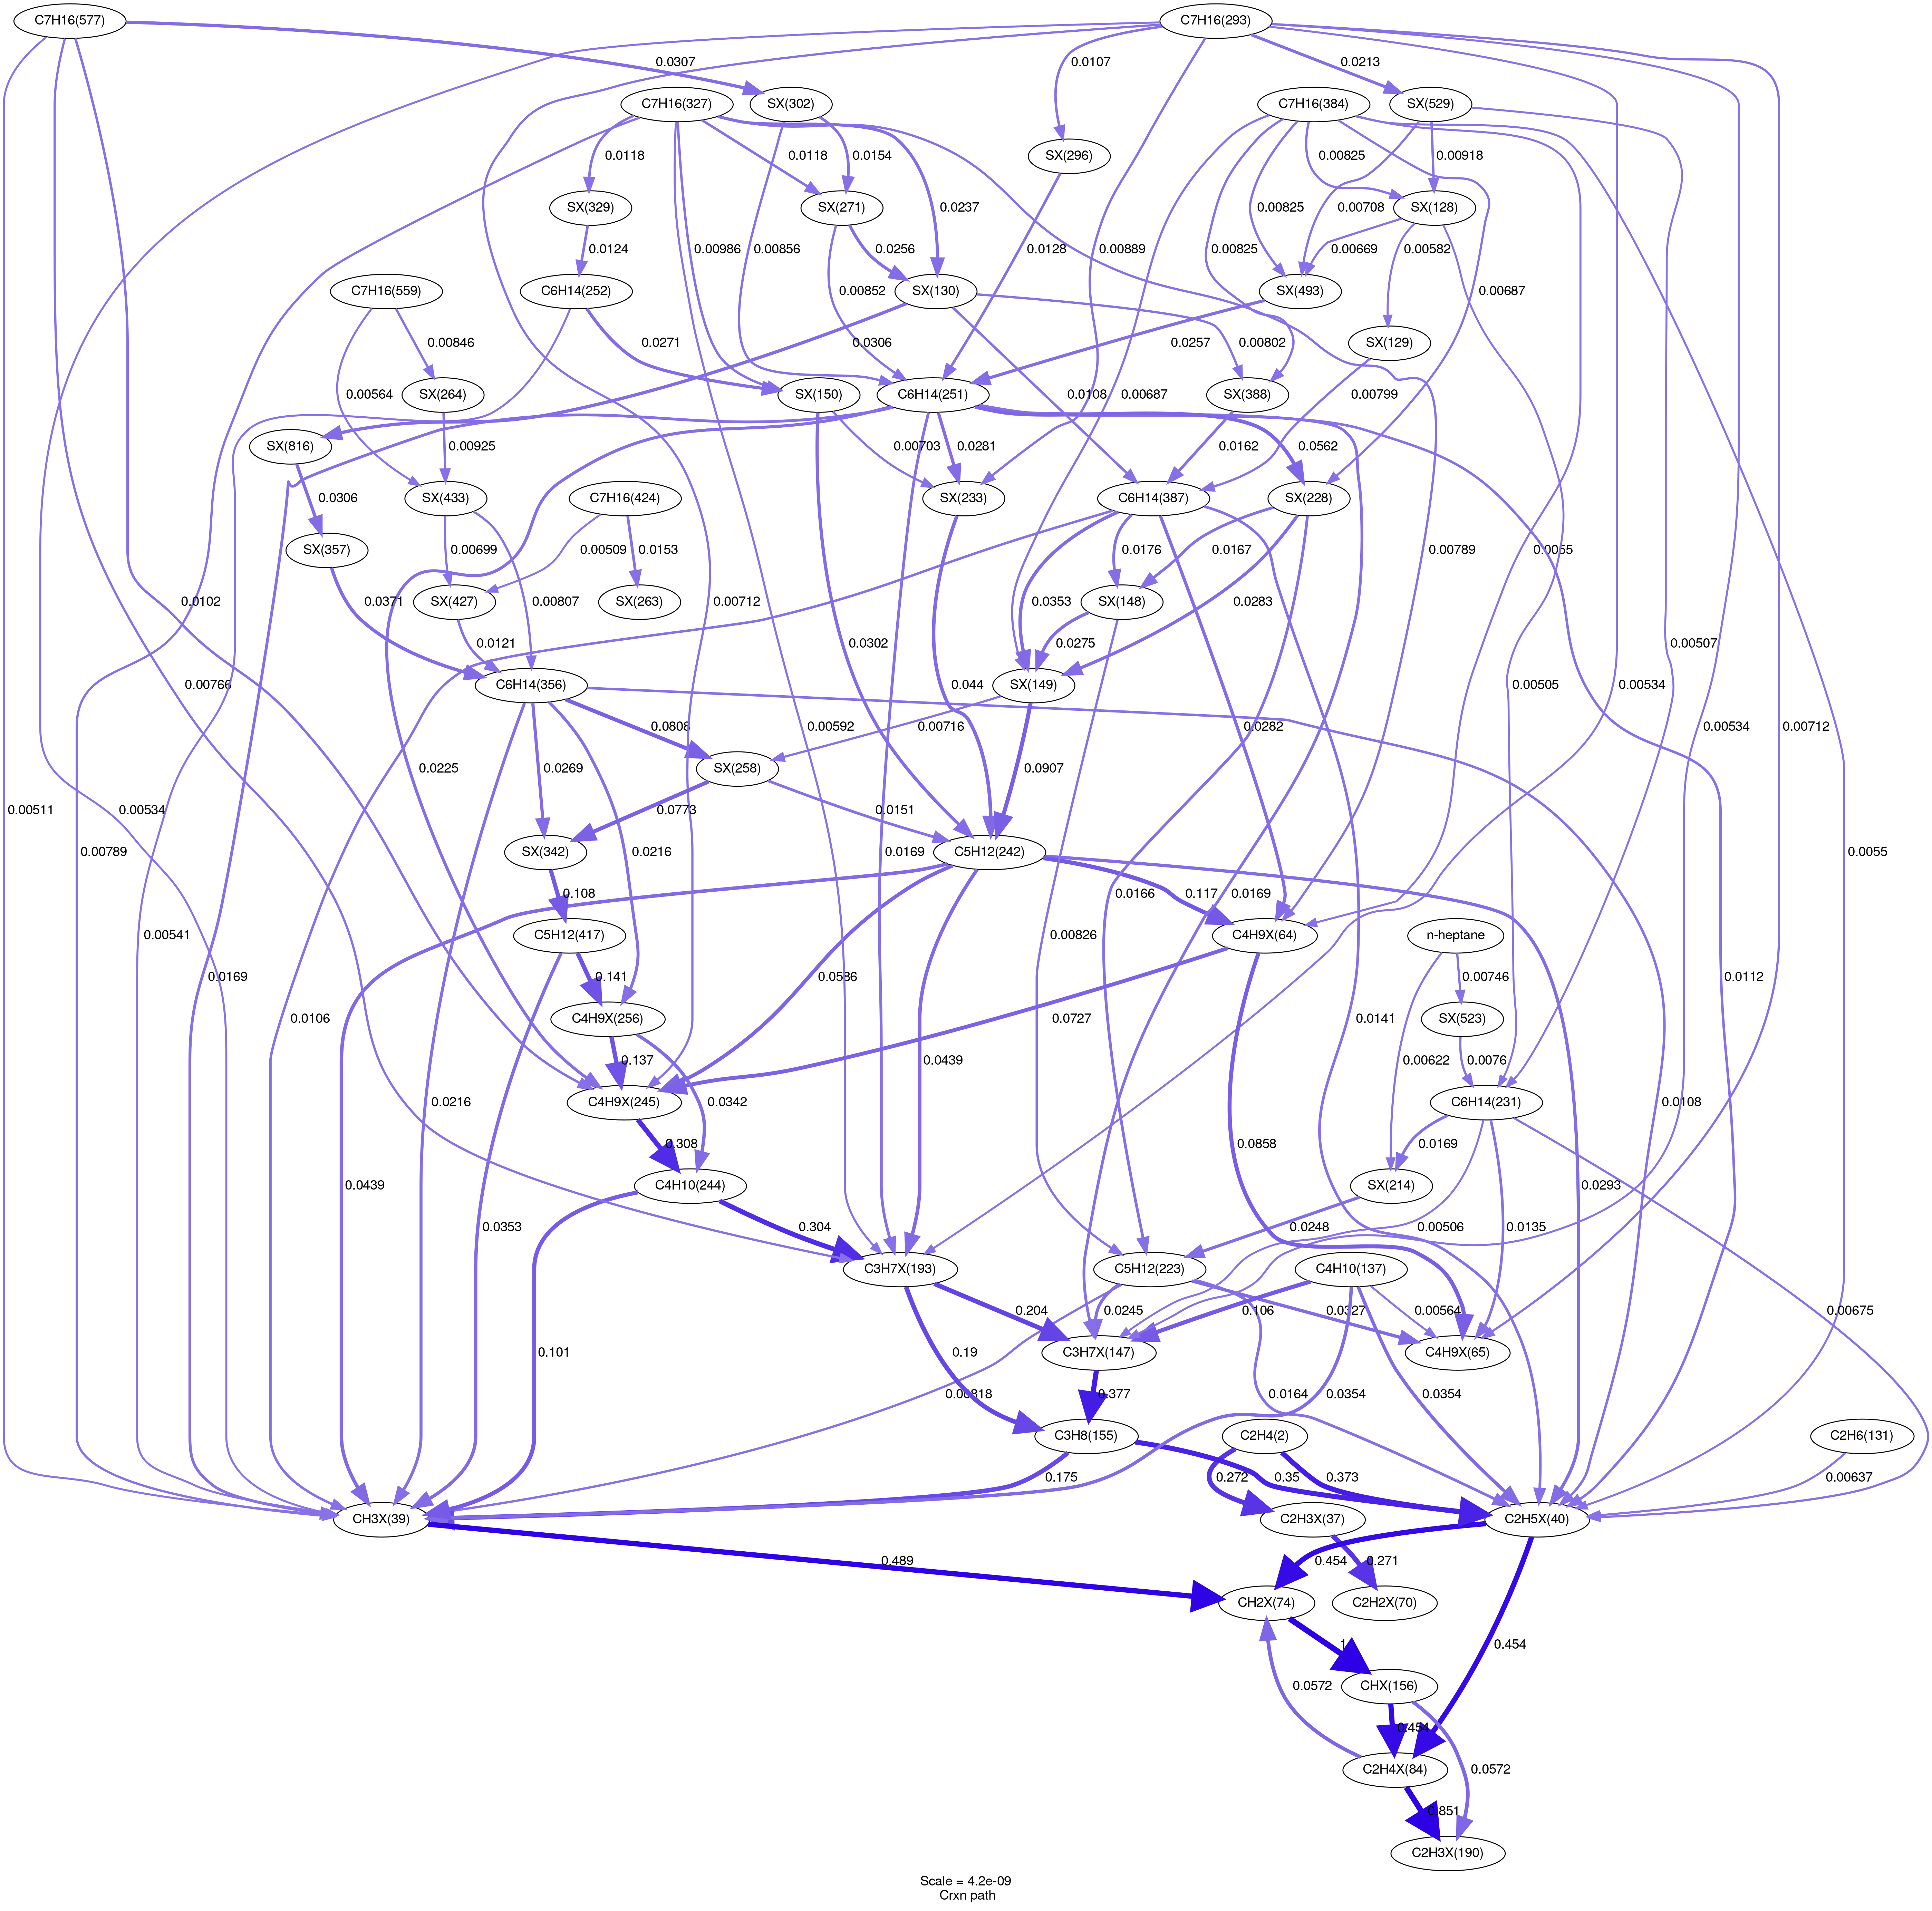 C7H16(577)
C7H16(293)
0.0307
0.0107
0.0213
C7H16(327)
SX(302)
C7H16(384)
SX(529)
0.0118
0.0118
0.0154
SX(296)
0.00825
0.00918
SX(329)
SX(271)
0.0237
0.00825
0.00708
SX(128)
0.0124
0.00986
0.00856
0.0256
0.0128
0.00889
0.00825
0.00669
0.00582
0.00687
0.00507
C7H16(559)
C6H14(252)
0.00852
SX(130)
SX(493)
0.00846
0.0271
0.0306
0.00802
0.0257
SX(129)
0.00564
SX(264)
SX(150)
C6H14(251)
0.0108
0.00687
SX(388)
0.00799
SX(816)
0.00925
0.00703
0.0281
0.0162
0.0562
0.0306
SX(433)
C7H16(424)
SX(233)
C6H14(387)
SX(228)
SX(357)
0.00699
0.00509
0.0153
0.0176
0.0167
0.00789
0.0055
0.00534
0.00534
0.00712
0.0371
0.0102
SX(427)
0.00807
SX(263)
0.00712
0.0353
SX(148)
0.0283
0.00505
0.0121
0.0302
0.0275
0.00766
C6H14(356)
0.044
SX(149)
0.0808
0.00592
0.00716
0.0282
0.0269
SX(258)
0.0907
0.00511
0.00789
0.00534
0.0225
0.0773
0.0151
0.0055
SX(342)
0.0216
C5H12(242)
0.0169
0.108
0.0166
0.0169
0.117
0.00541
0.0169
C5H12(417)
0.00826
C4H9X(64)
n-heptane
0.0112
0.141
0.0586
0.00746
C4H9X(256)
SX(523)
0.0106
0.0216
0.137
0.0439
0.0727
0.0141
0.00622
0.0076
0.0108
C4H9X(245)
0.0342
C6H14(231)
0.308
0.0858
0.0169
0.0439
0.0353
C4H10(244)
SX(214)
0.0293
0.304
0.0248
0.00506
0.0135
C3H7X(193)
C5H12(223)
C4H10(137)
0.204
0.0245
0.0327
0.106
0.00564
0.00675
0.101
0.19
C3H7X(147)
C4H9X(65)
0.00818
0.377
0.0164
0.0354
0.0354
C3H8(155)
C2H4(2)
C2H6(131)
0.175
0.272
0.35
0.373
0.00637
CH3X(39)
C2H3X(37)
C2H5X(40)
0.489
0.454
0.271
CH2X(74)
C2H2X(70)
1
0.454
0.0572
CHX(156)
0.454
0.0572
C2H4X(84)
0.851
C2H3X(190)
Scale = 4.2e-09
Crxn path